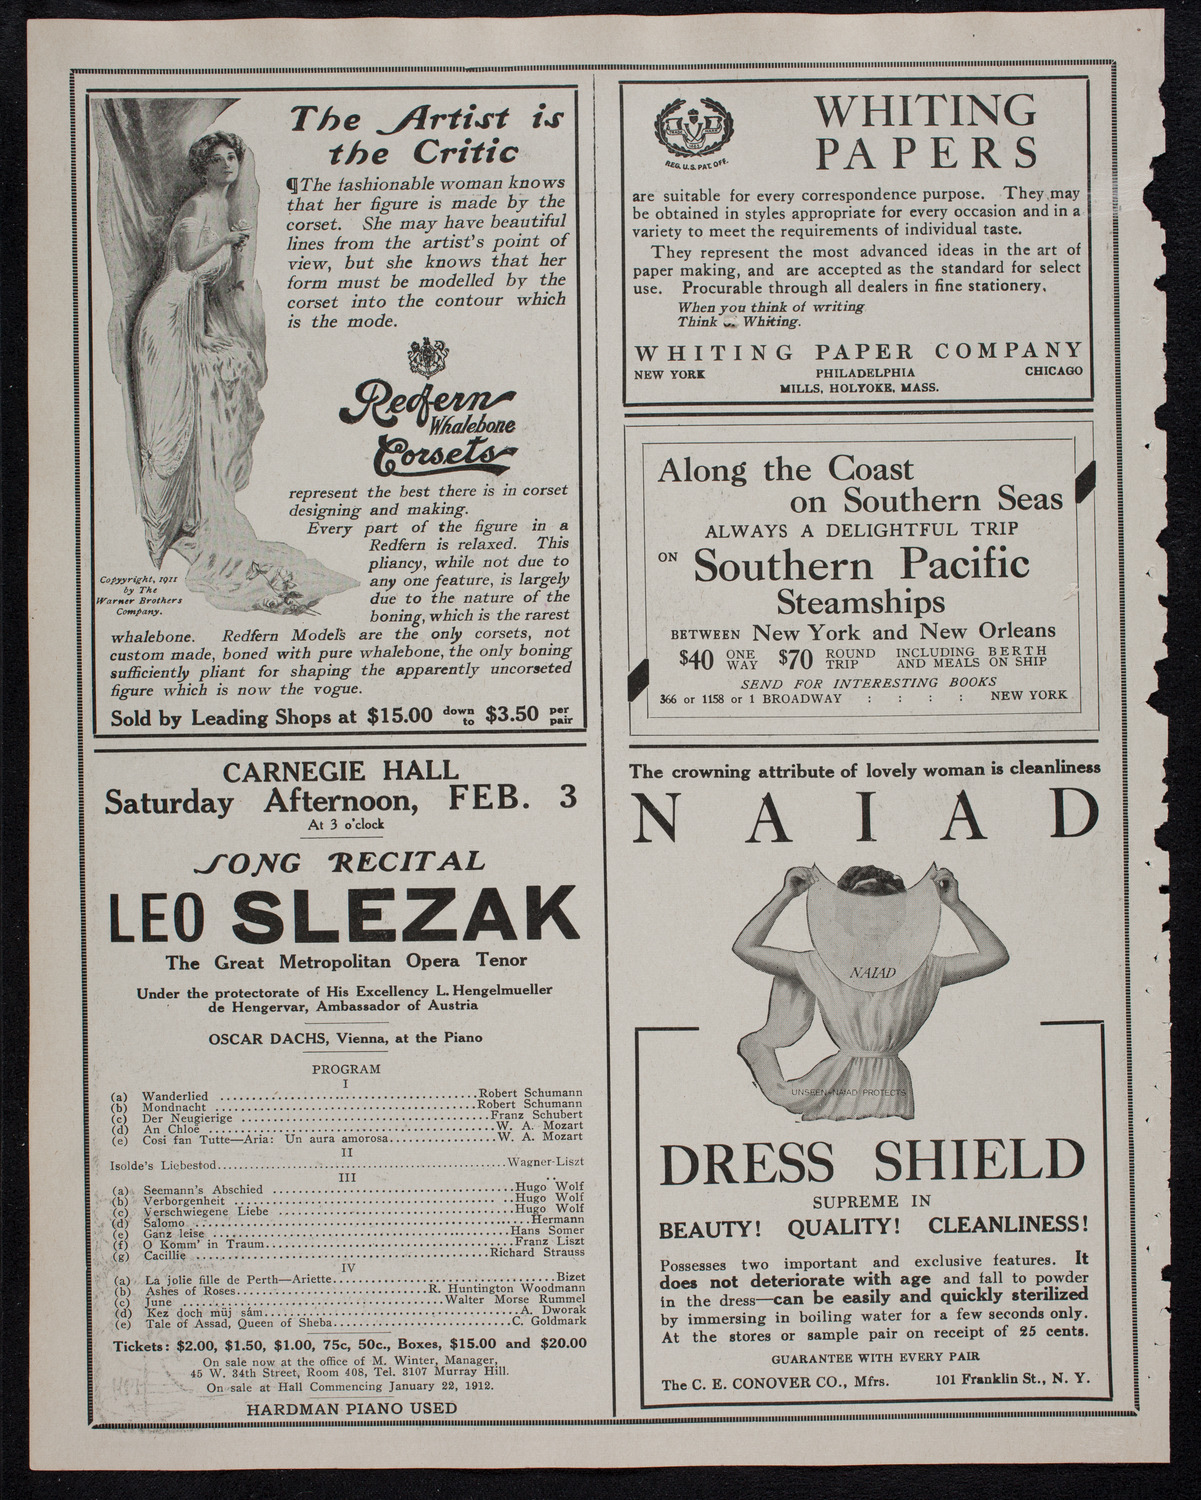 The Artist is
the Critic
¶The fashionable woman knows
that her figure is made by the
corset. She may have beautiful
lines from the artist's point of
view, but she knows that her
form must be modelled by the
corset into the contour which
is the mode.
Redfern
Whalebone
Corsets
represent the best there is in corset
designing and making.
Every part of the figure in a
Redfern is relaxed. This
pliancy, while not due to
any one feature, is largely
due to the nature of the
boning, which is the rarest
Copyright, 1911
by The
Warner Brothers
Company.
whalebone. Redfern Models are the only corsets, not
custom made, boned with pure whalebone, the only boning
sufficiently pliant for shaping the apparently uncorseted
figure which is now the vogue.
Sold by Leading Shops at $15.00 down to $3.50 per pair
CARNEGIE HALL
Saturday Afternoon, FEB. 3
At 3 o'clock
SONG RECITAL
LEO SLEZAK
The Great Metropolitan Opera Tenor
Under the protectorate of His Excellency L. Hengelmueller
de Hengervar, Ambassador of Austria
OSCAR DACHS, Vienna, at the Piano
PROGRAM
I
(a) Wanderlied ........ Robert Schumann
(b) Mondnacht ........ Robert Schumann
(c) Der Neugierige ........ Franz Schubert
(d) An Chloe ........ W. A. Mozart
(e) Cosi fan Tutte—Aria: Un aura amorosa ........ W. A. Mozart
II
Isolde's Liebestod ........ Wagner-Liszt
III
(a) Seemann's Abschied ........ Hugo Wolf
(b) Verborgenheit ........ Hugo Wolf
(c) Verschwiegene Liebe ........ Hugo Wolf
(d) Salomo ........ Hermann
(e) Ganz leise ........ Hans Somer
(f) O Komm' in Traum ........ Franz Liszt
(g) Cacillie ........ Richard Strauss
IV
(a) La jolie fille de Perth—Ariette ........ Bizet
(b) Ashes of Roses ........ R. Huntington Woodmann
(c) June ........ Walter Morse Rummel
(d) Kez doch můj sám ........ A. Dworak
(e) Tale of Assad, Queen of Sheba ........ C. Goldmark
Tickets: $2.00, $1.50, $1.00, 75c, 50c., Boxes, $15.00 and $20.00
On sale now at the office of M. Winter, Manager,
45 W. 34th Street, Room 408, Tel. 3107 Murray Hill.
On sale at Hall Commencing January 22, 1912.
HARDMAN PIANO USED
REG. U.S. PAT. OFF.
WHITING
PAPERS
are suitable for every correspondence purpose. They may
be obtained in styles appropriate for every occasion and in a
variety to meet the requirements of individual taste.
They represent the most advanced ideas in the art of
paper making, and are accepted as the standard for select
use. Procurable through all dealers in fine stationery.
When you think of writing
Think Whiting.
WHITING PAPER COMPANY
NEW YORK PHILADELPHIA CHICAGO
MILLS, HOLYOKE, MASS.
Along the Coast
on Southern Seas
ALWAYS A DELIGHTFUL TRIP
ON Southern Pacific
Steamships
BETWEEN New York and New Orleans
$40 ONE WAY $70 ROUND TRIP INCLUDING BERTH AND MEALS ON SHIP
SEND FOR INTERESTING BOOKS
366 or 1158 or 1 BROADWAY : : : : NEW YORK
The crowning attribute of lovely woman is cleanliness
NAIAD
NAIAD
UNSEEN-NAIAD PROTECTS
DRESS SHIELD
SUPREME IN
BEAUTY! QUALITY! CLEANLINESS!
Possesses two important and exclusive features. It
does not deteriorate with age and fall to powder
in the dress—can be easily and quickly sterilized
by immersing in boiling water for a few seconds only.
At the stores or sample pair on receipt of 25 cents.
GUARANTEE WITH EVERY PAIR
The C. E. CONOVER CO., Mfrs. 101 Franklin St., N. Y.